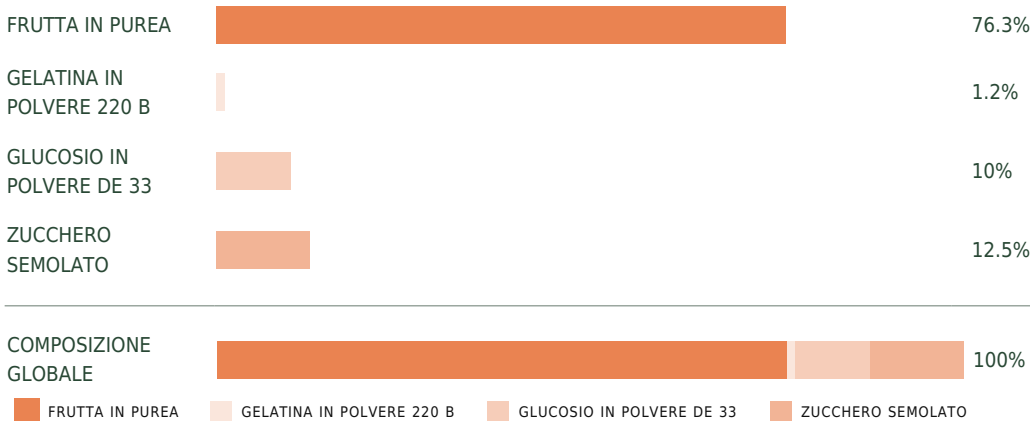 FRUTTA IN PUREA 76.3%
GELATINA IN
POLVERE 220 B 1.2%
GLUCOSIO IN
POLVERE DE 33 10%
ZUCCHERO
SEMOLATO 12.5%
COMPOSIZIONE
GLOBALE 100%
FRUTTA IN PUREA GELATINA IN POLVERE 220 B GLUCOSIO IN POLVERE DE 33 ZUCCHERO SEMOLATO